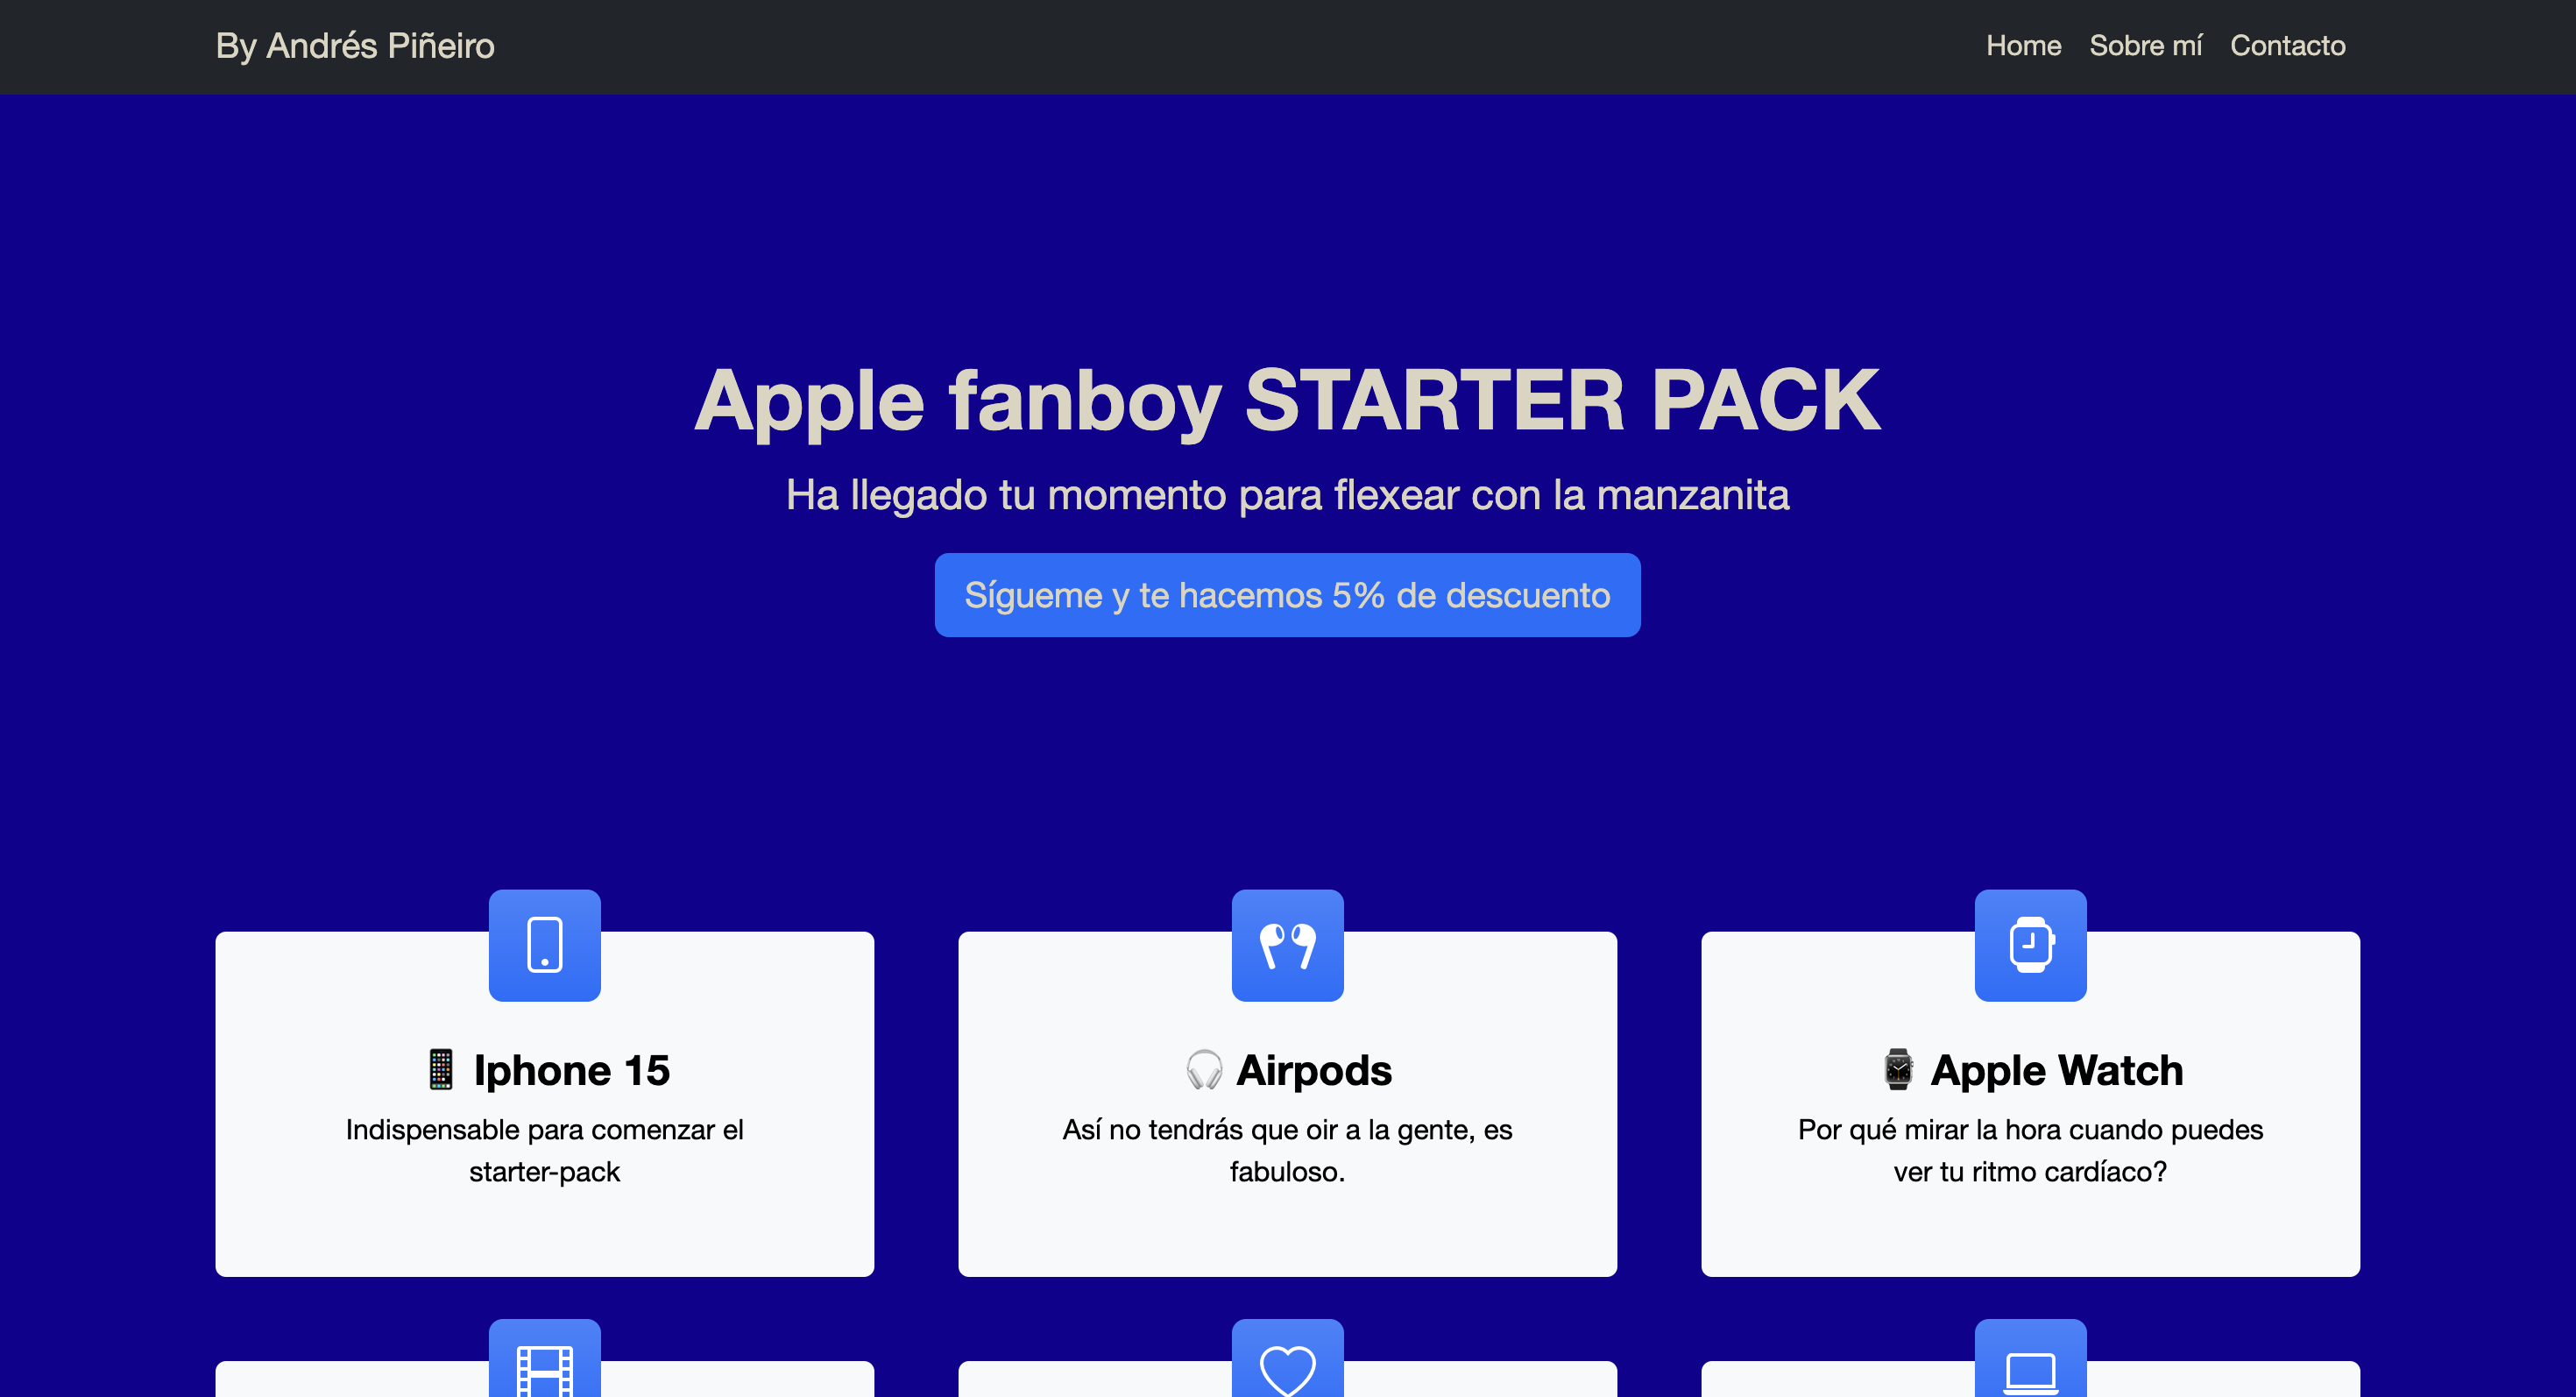 By Andrés Piñeiro
Home Sobre mí Contacto
Apple fanboy STARTER PACK
Ha llegado tu momento para flexear con la manzanita
Sígueme y te hacemos 5% de descuento
📱 Iphone 15
Indispensable para comenzar el
starter-pack
🎧 Airpods
Así no tendrás que oir a la gente, es
fabuloso.
⌚ Apple Watch
Por qué mirar la hora cuando puedes
ver tu ritmo cardíaco?